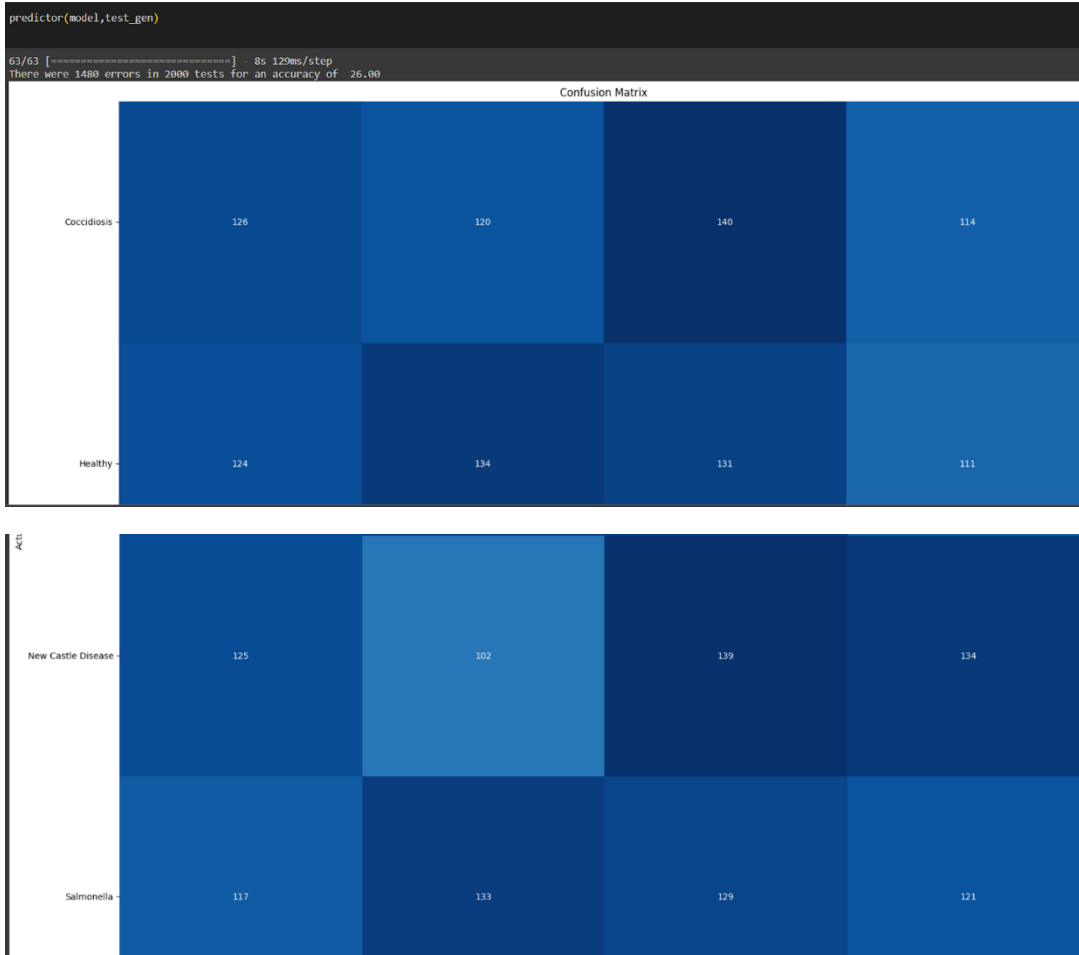 predictor(model,test_gen)
63/63 [==============================] - 8s 129ms/step
There were 1480 errors in 2000 tests for an accuracy of  26.00
Confusion Matrix
Coccidiosis 126 120 140 114
Healthy 124 134 131 111
New Castle Disease 125 102 139 134
Salmonella 117 133 129 121